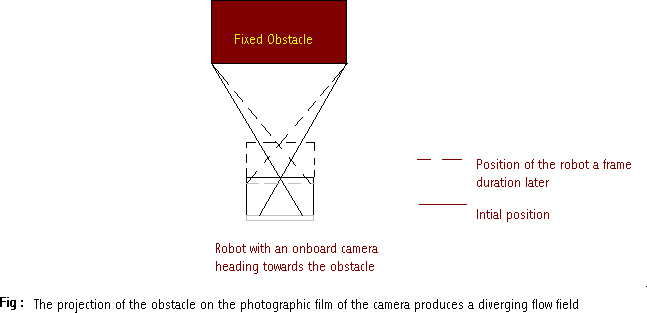 Fixed Obstacle
Position of the robot a frame
duration later
Intial position
Robot with an onboard camera
heading towards the obstacle
Fig : The projection of the obstacle on the photographic film of the camera produces a diverging flow field